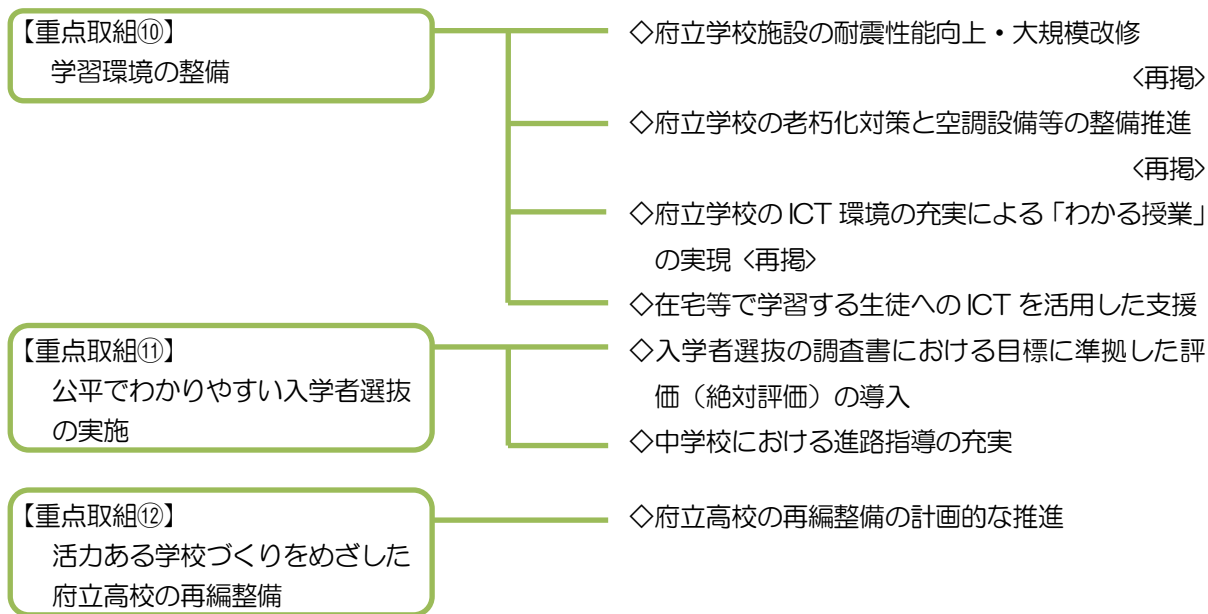 【重点取組⑩】
学習環境の整備
◇府立学校施設の耐震性能向上・大規模改修
<再掲>
◇府立学校の老朽化対策と空調設備等の整備推進
<再掲>
◇府立学校の ICT 環境の充実による「わかる授業」
の実現 <再掲>
◇在宅等で学習する生徒への ICT を活用した支援
【重点取組⑪】
公平でわかりやすい入学者選抜
の実施
◇入学者選抜の調査書における目標に準拠した評
価（絶対評価）の導入
◇中学校における進路指導の充実
【重点取組⑫】
活力ある学校づくりをめざした
府立高校の再編整備
◇府立高校の再編整備の計画的な推進